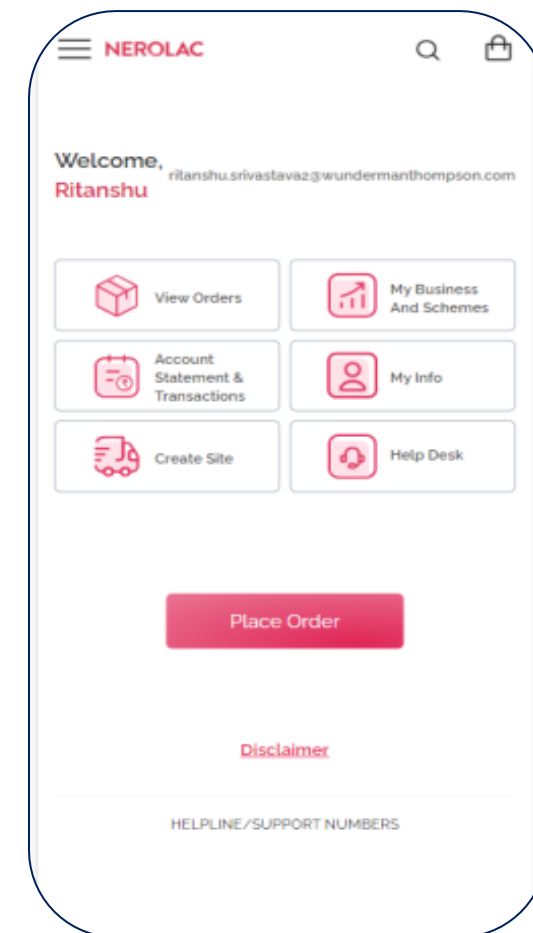 NEROLAC
Welcome,
Ritanshu
ritanshu.srivastava2@wundermanthompson.com
View Orders
My Business
And Schemes
Account
Statement &
Transactions
My Info
Create Site
Help Desk
Place Order
Disclaimer
HELPLINE/SUPPORT NUMBERS